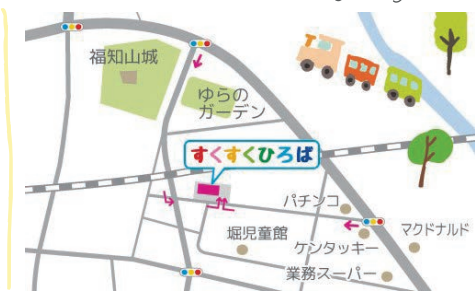 福知山城
ゆらの
ガーデン
すくすくひろば
パチンコ
マクドナルド
堀児童館
ケンタッキー
業務スーパー